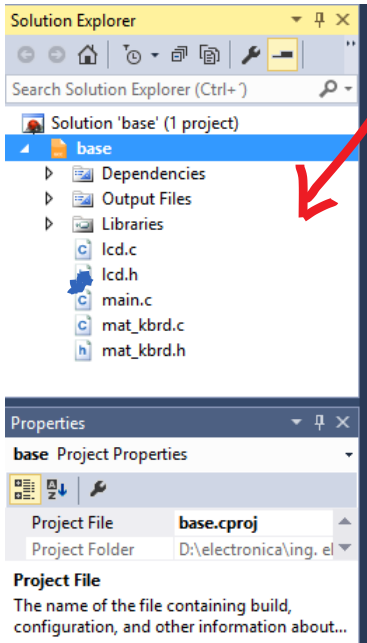 Solution Explorer
Search Solution Explorer (Ctrl+´)
Solution 'base' (1 project)
base
Dependencies
Output Files
Libraries
lcd.c
lcd.h
main.c
mat_kbrd.c
mat_kbrd.h
Properties
base Project Properties
Project File base.cproj
Project Folder D:\electronica\ing. el
Project File
The name of the file containing build,
configuration, and other information about...